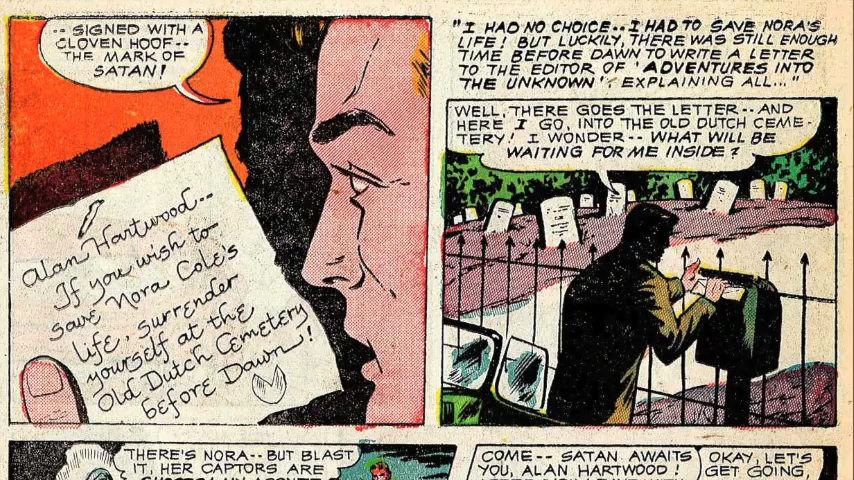 -- SIGNED WITH A
CLOVEN HOOF--
THE MARK OF
SATAN!
Alan Hartwood--
If you wish to
save Nora Cole's
life, surrender
yourself at the
Old Dutch Cemetery
before Dawn!
"I HAD NO CHOICE--I HAD TO SAVE NORA'S
LIFE! BUT LUCKILY, THERE WAS STILL ENOUGH
TIME BEFORE DAWN TO WRITE A LETTER
TO THE EDITOR OF 'ADVENTURES INTO
THE UNKNOWN', EXPLAINING ALL..."
WELL, THERE GOES THE LETTER--AND
HERE I GO, INTO THE OLD DUTCH CEME-
TERY! I WONDER-- WHAT WILL BE
WAITING FOR ME INSIDE?
THERE'S NORA--BUT BLAST
IT, HER CAPTORS ARE
COME-- SATAN AWAITS
YOU, ALAN HARTWOOD!
OKAY, LET'S
GET GOING,